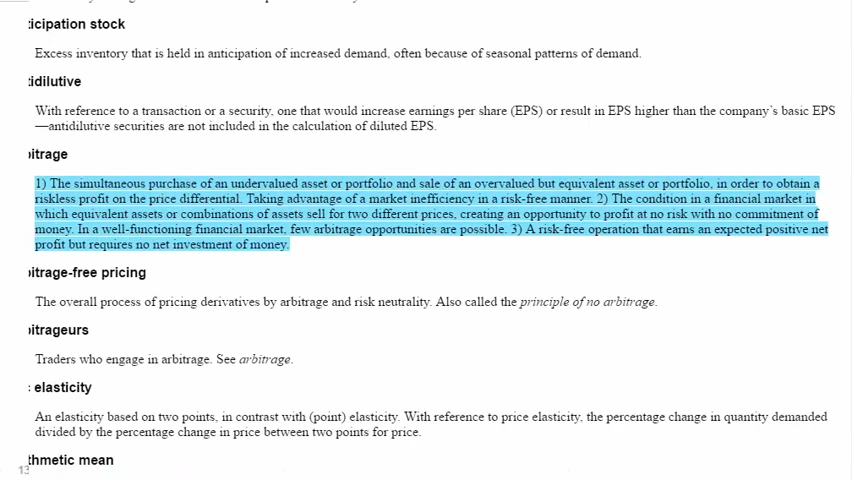 ticipation stock
Excess inventory that is held in anticipation of increased demand, often because of seasonal patterns of demand.
tidilutive
With reference to a transaction or a security, one that would increase earnings per share (EPS) or result in EPS higher than the company's basic EPS
—antidilutive securities are not included in the calculation of diluted EPS.
bitrage
1) The simultaneous purchase of an undervalued asset or portfolio and sale of an overvalued but equivalent asset or portfolio, in order to obtain a
riskless profit on the price differential. Taking advantage of a market inefficiency in a risk-free manner. 2) The condition in a financial market in
which equivalent assets or combinations of assets sell for two different prices, creating an opportunity to profit at no risk with no commitment of
money. In a well-functioning financial market, few arbitrage opportunities are possible. 3) A risk-free operation that earns an expected positive net
profit but requires no net investment of money.
bitrage-free pricing
The overall process of pricing derivatives by arbitrage and risk neutrality. Also called the principle of no arbitrage.
bitrageurs
Traders who engage in arbitrage. See arbitrage.
c elasticity
An elasticity based on two points, in contrast with (point) elasticity. With reference to price elasticity, the percentage change in quantity demanded
divided by the percentage change in price between two points for price.
thmetic mean
13